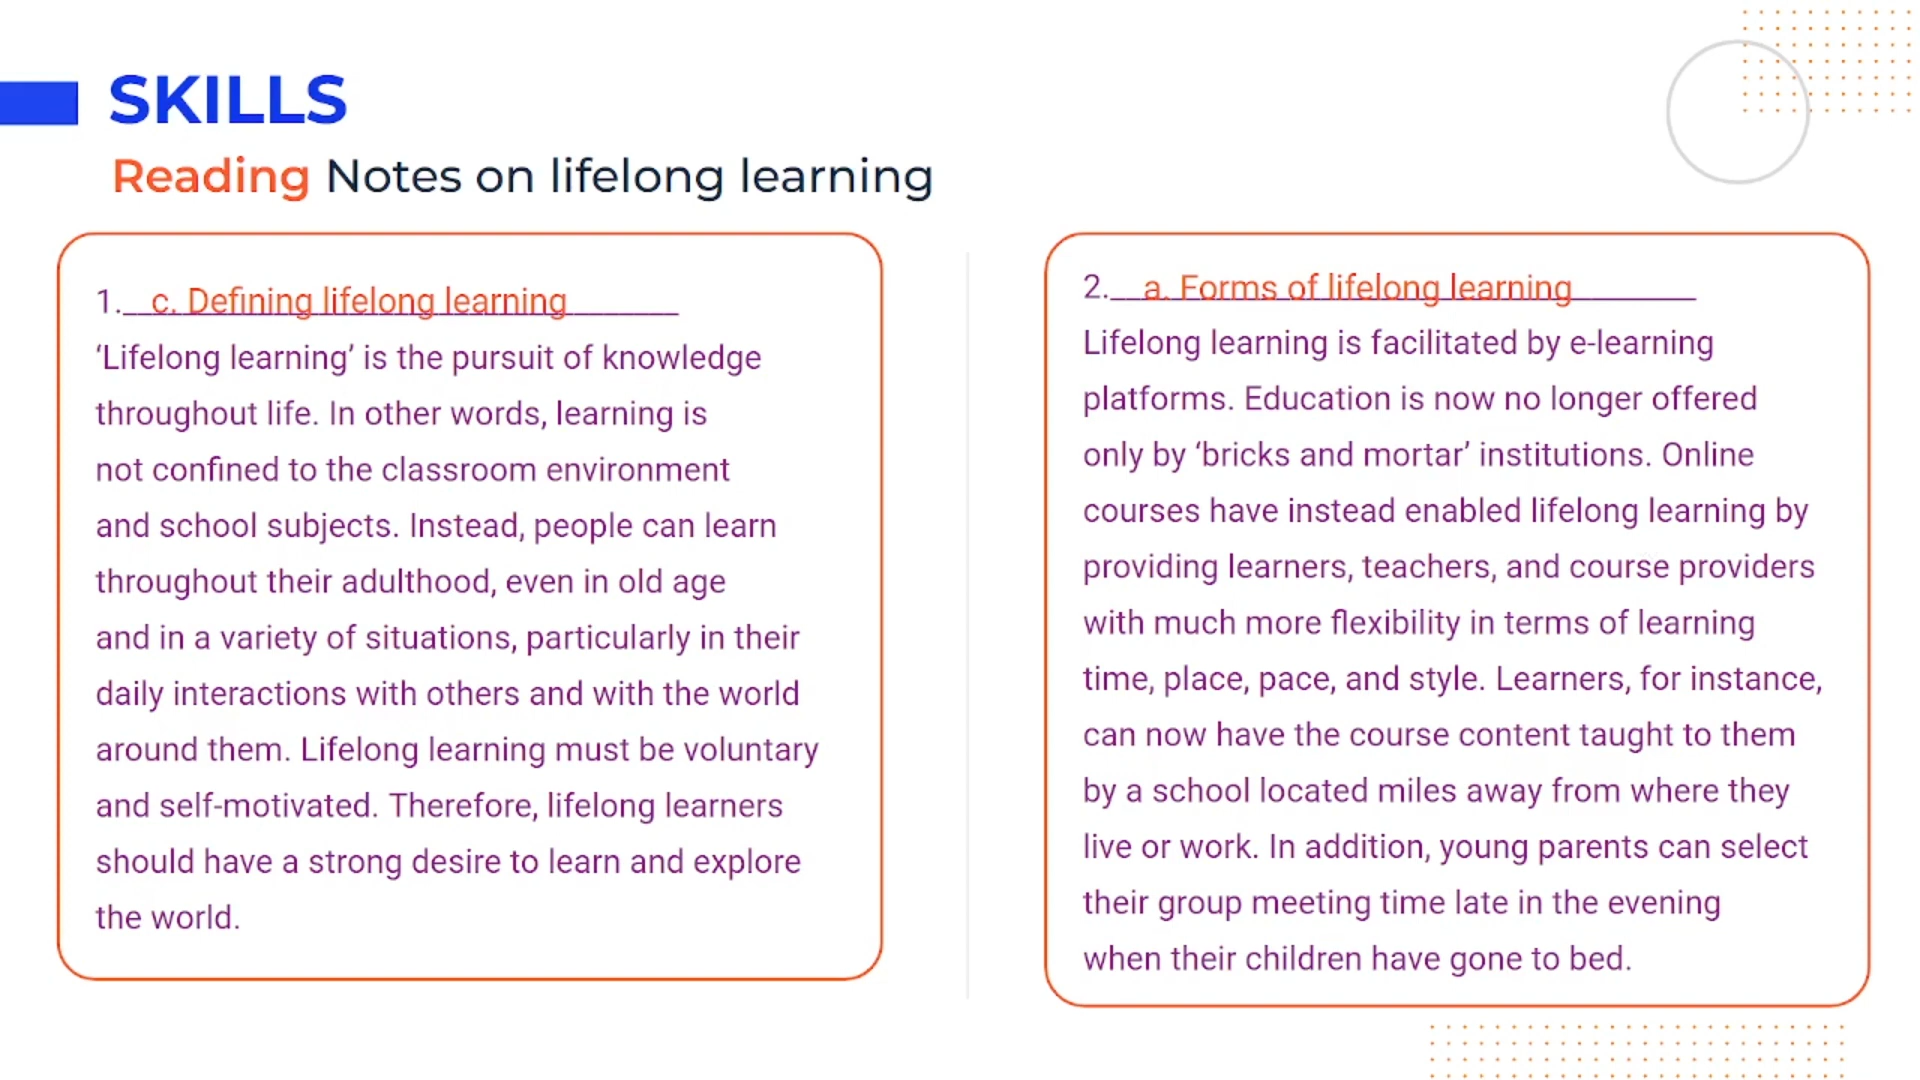 SKILLS
Reading Notes on lifelong learning
1.__c. Defining lifelong learning______
‘Lifelong learning’ is the pursuit of knowledge
throughout life. In other words, learning is
not confined to the classroom environment
and school subjects. Instead, people can learn
throughout their adulthood, even in old age
and in a variety of situations, particularly in their
daily interactions with others and with the world
around them. Lifelong learning must be voluntary
and self-motivated. Therefore, lifelong learners
should have a strong desire to learn and explore
the world.
2.__a. Forms of lifelong learning_______
Lifelong learning is facilitated by e-learning
platforms. Education is now no longer offered
only by ‘bricks and mortar’ institutions. Online
courses have instead enabled lifelong learning by
providing learners, teachers, and course providers
with much more flexibility in terms of learning
time, place, pace, and style. Learners, for instance,
can now have the course content taught to them
by a school located miles away from where they
live or work. In addition, young parents can select
their group meeting time late in the evening
when their children have gone to bed.